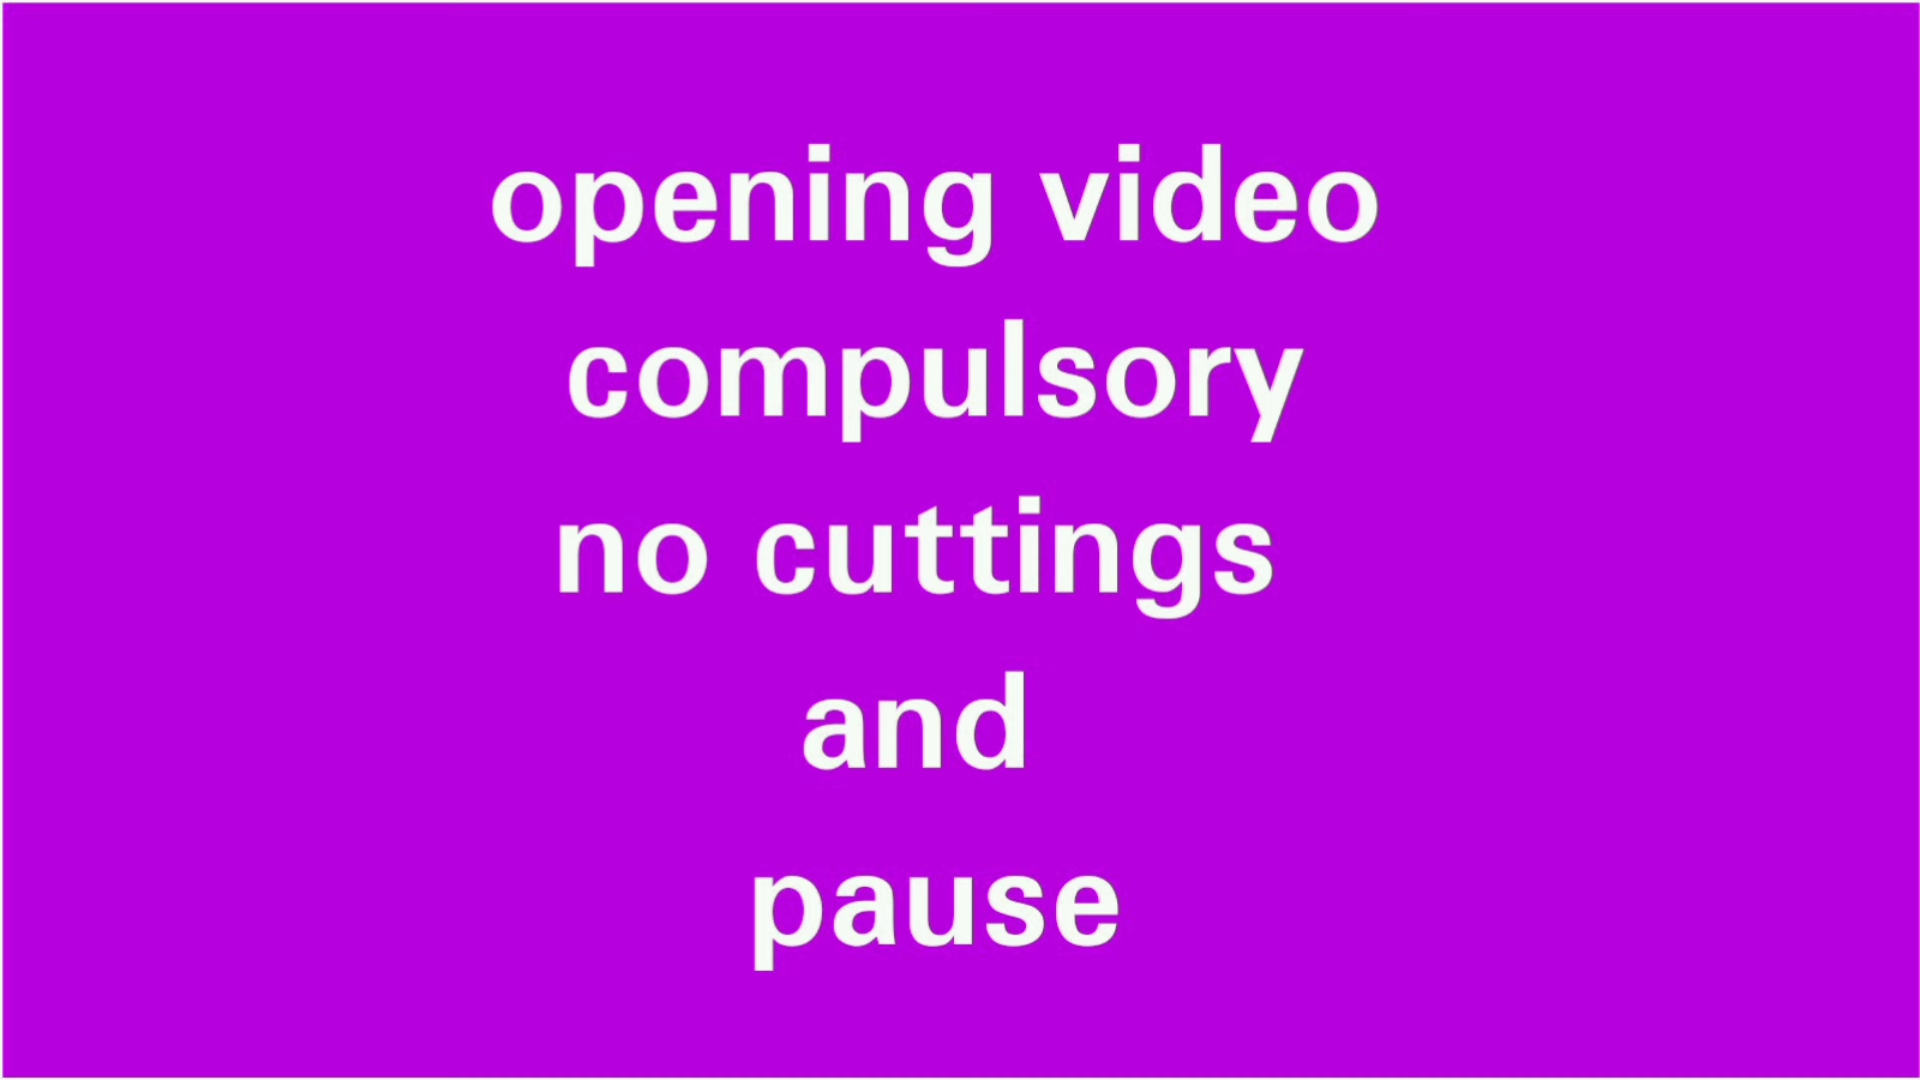 opening video
compulsory
no cuttings
and
pause